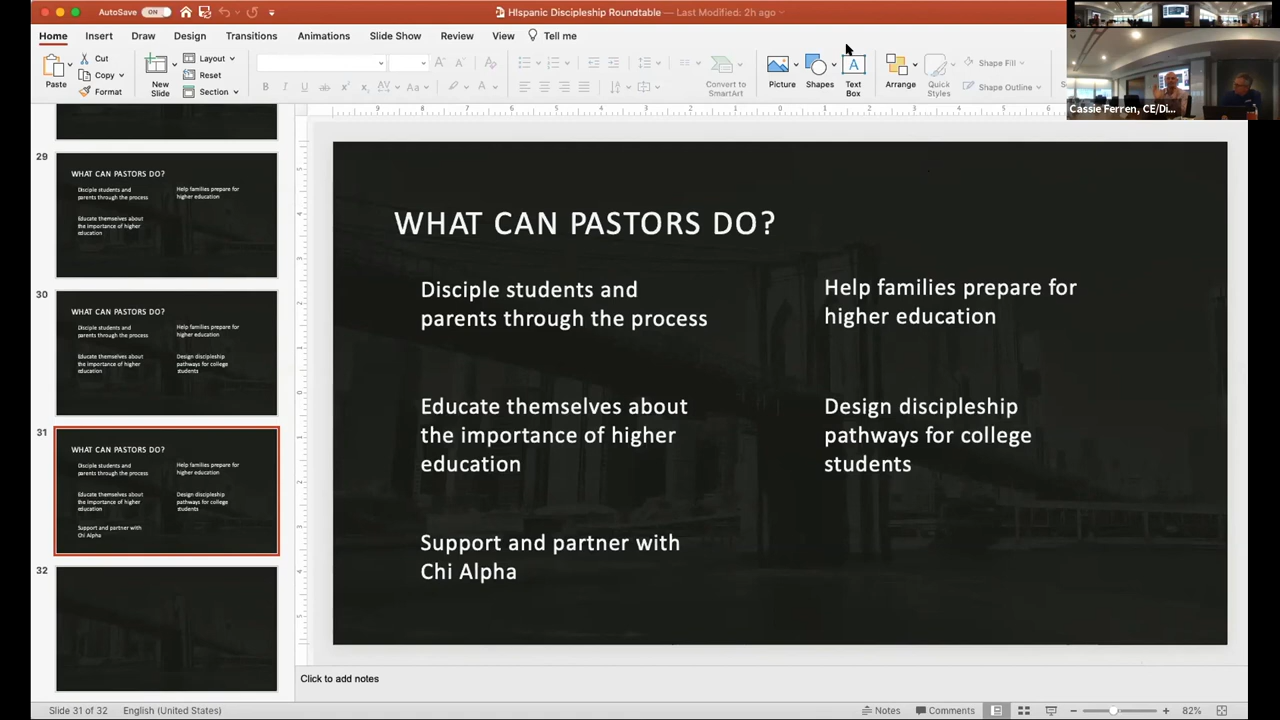 AutoSave ON
HIspanic Discipleship Roundtable — Last Modified: 2h ago
Home Insert Draw Design Transitions Animations Slide Show Review View Tell me
Paste
Cut
Copy
Format
New
Slide
Layout
Reset
Section
Convert to
SmartArt
Picture
Shapes
Text
Box
Arrange
Quick
Styles
Shape Fill
Shape Outline
Cassie Ferren, CE/Di...
29
WHAT CAN PASTORS DO?
Disciple students and
parents through the process
Help families prepare for
higher education
Educate themselves about
the importance of higher
education
30
WHAT CAN PASTORS DO?
Disciple students and
parents through the process
Help families prepare for
higher education
Educate themselves about
the importance of higher
education
Design discipleship
pathways for college
students
31
WHAT CAN PASTORS DO?
Disciple students and
parents through the process
Help families prepare for
higher education
Educate themselves about
the importance of higher
education
Design discipleship
pathways for college
students
Support and partner with
Chi Alpha
32
WHAT CAN PASTORS DO?
Disciple students and
parents through the process
Help families prepare for
higher education
Educate themselves about
the importance of higher
education
Design discipleship
pathways for college
students
Support and partner with
Chi Alpha
Click to add notes
Slide 31 of 32 English (United States) Notes Comments 82%